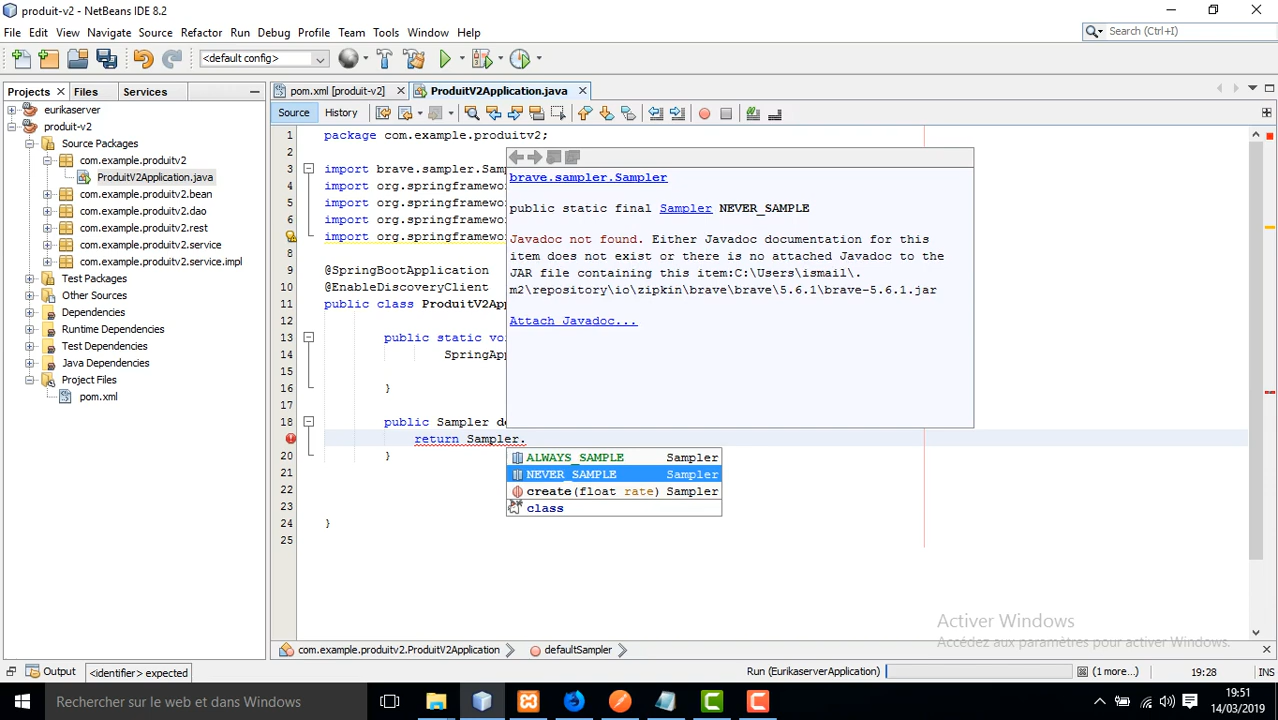 produit-v2 - NetBeans IDE 8.2
File Edit View Navigate Source Refactor Run Debug Profile Team Tools Window Help
Search (Ctrl+I)
<default config>
Projects Files Services
pom.xml [produit-v2] ProduitV2Application.java
Source History
eurikaserver
produit-v2
Source Packages
com.example.produitv2
ProduitV2Application.java
com.example.produitv2.bean
com.example.produitv2.dao
com.example.produitv2.rest
com.example.produitv2.service
com.example.produitv2.service.impl
Test Packages
Other Sources
Dependencies
Runtime Dependencies
Test Dependencies
Java Dependencies
Project Files
pom.xml
1 package com.example.produitv2;
2
3 import brave.sampler.Sam
4 import org.springframewo
5 import org.springframewo
6 import org.springframewo
import org.springframewo
8
9 @SpringBootApplication
10 @EnableDiscoveryClient
11 public class ProduitV2Ap
12
13 public static vo
14 SpringAp
15
16 }
17
18 public Sampler de
return Sampler.
20 }
21
22
23
24 }
25
brave.sampler.Sampler
public static final Sampler NEVER_SAMPLE
Javadoc not found. Either Javadoc documentation for this
item does not exist or there is no attached Javadoc to the
JAR file containing this item:C:\Users\ismail\.
m2\repository\io\zipkin\brave\brave\5.6.1\brave-5.6.1.jar
Attach Javadoc...
ALWAYS_SAMPLE Sampler
NEVER_SAMPLE Sampler
create(float rate) Sampler
class
Activer Windows
Accédez aux paramètres pour activer Windows.
com.example.produitv2.ProduitV2Application defaultSampler
Output <identifier> expected Run (EurikaserverApplication) (1 more...) 19:28 INS
Rechercher sur le web et dans Windows
19:51
14/03/2019